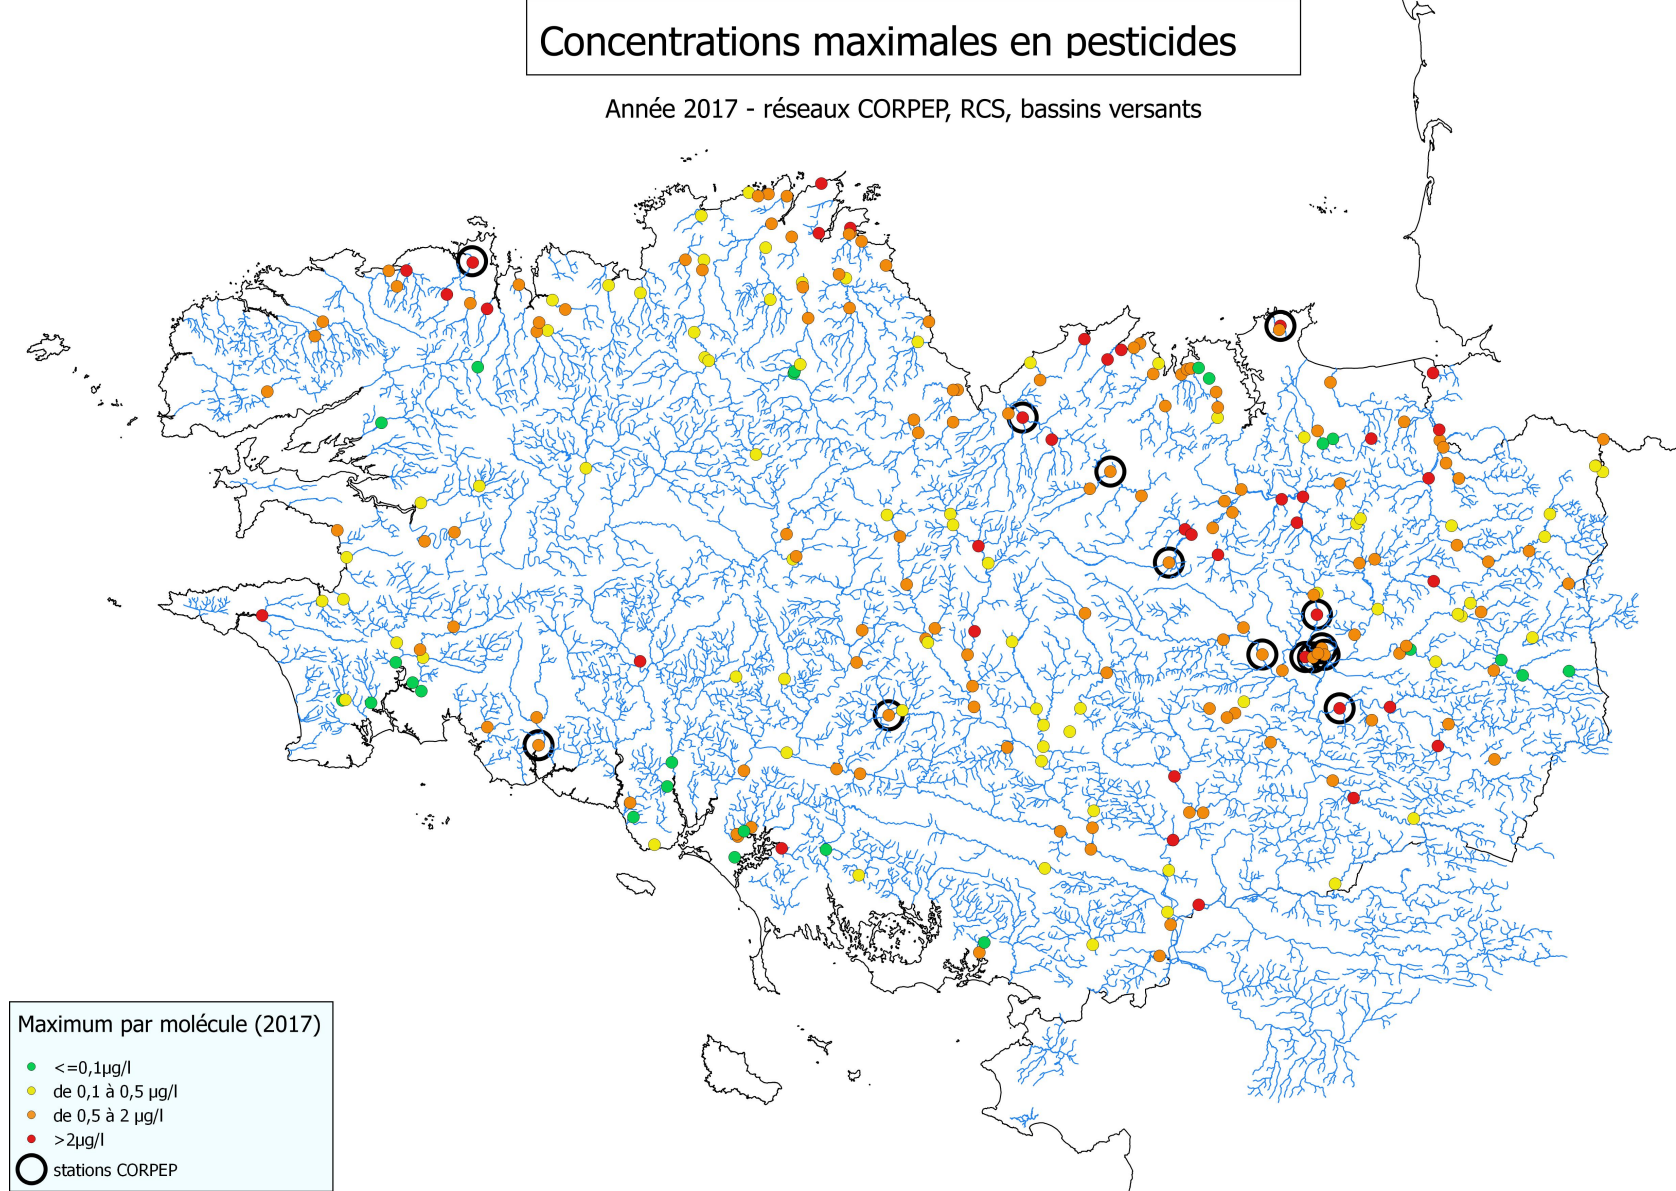 Concentrations maximales en pesticides
Année 2017 - réseaux CORPEP, RCS, bassins versants
Maximum par molécule (2017)
<=0,1µg/l
de 0,1 à 0,5 µg/l
de 0,5 à 2 µg/l
>2µg/l
stations CORPEP